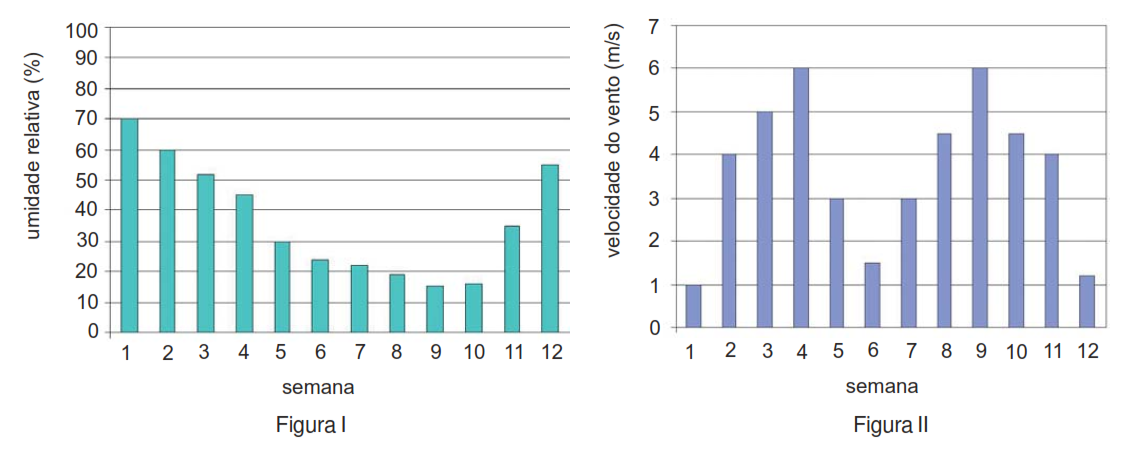 umidade relativa (%)
100
90
80
70
60
50
40
30
20
10
0
1 2 3 4 5 6 7 8 9 10 11 12
semana
Figura I
velocidade do vento (m/s)
7
6
5
4
3
2
1
0
1 2 3 4 5 6 7 8 9 10 11 12
semana
Figura II